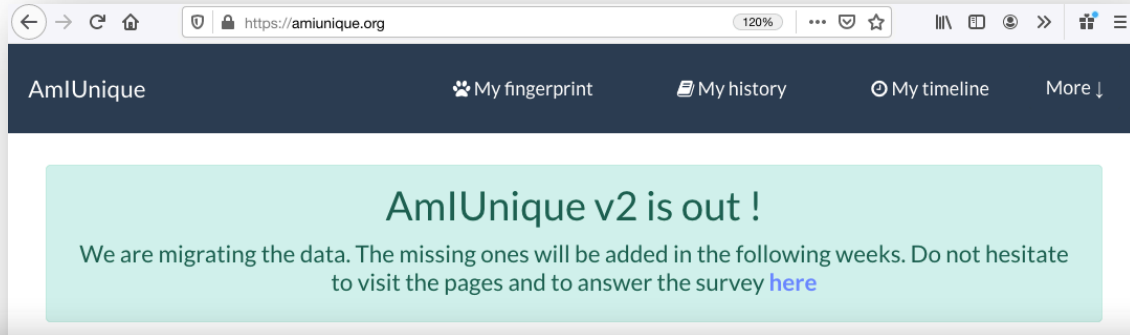 https://amiunique.org 120%
AmIUnique My fingerprint My history My timeline More ↓
AmIUnique v2 is out !
We are migrating the data. The missing ones will be added in the following weeks. Do not hesitate
to visit the pages and to answer the survey here